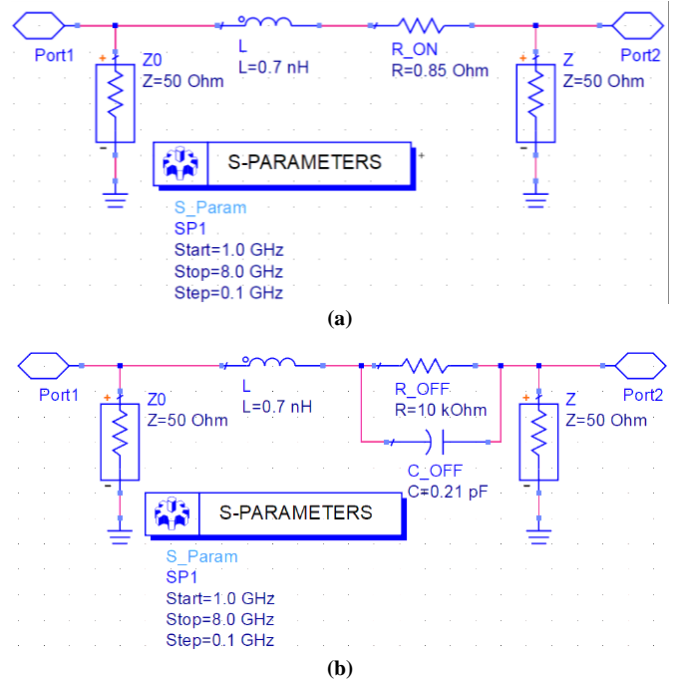 Port1
Z0
Z=50 Ohm
L
L=0.7 nH
R_ON
R=0.85 Ohm
Z
Z=50 Ohm
Port2
+
-
+
-
S-PARAMETERS
S_Param
SP1
Start=1.0 GHz
Stop=8.0 GHz
Step=0.1 GHz
(a)
Port1
Z0
Z=50 Ohm
L
L=0.7 nH
R_OFF
R=10 kOhm
C_OFF
C=0.21 pF
Z
Z=50 Ohm
Port2
+
-
+
-
S-PARAMETERS
S_Param
SP1
Start=1.0 GHz
Stop=8.0 GHz
Step=0.1 GHz
(b)